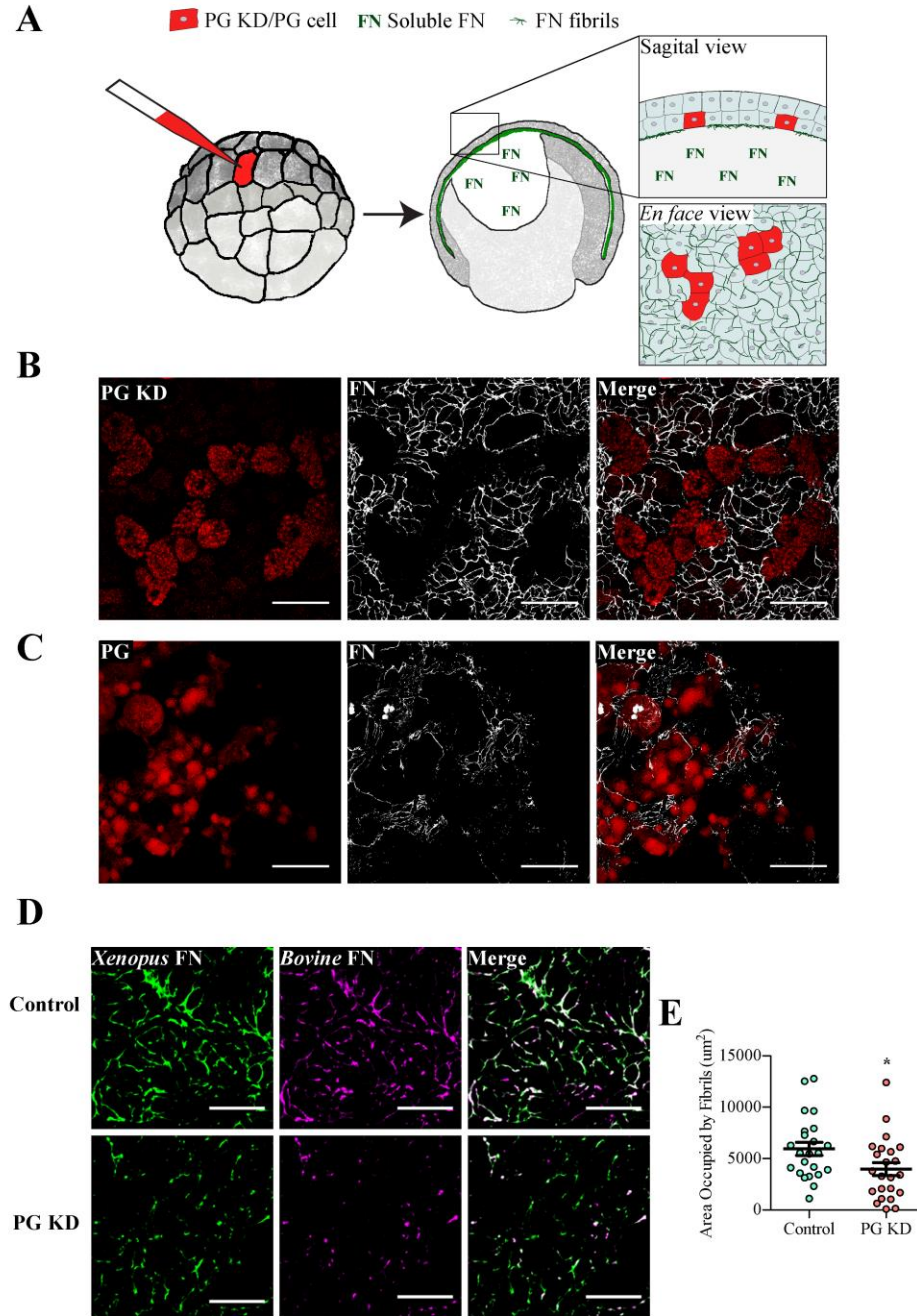 A
PG KD/PG cell FN Soluble FN FN fibrils
Sagital view
FN
FN
FN FN
FN
FN FN
FN FN FN
En face view
B
PG KD FN Merge
C
PG FN Merge
D
Xenopus FN Bovine FN Merge
Control
PG KD
E
Area Occupied by Fibrils (um²)
15000
*
10000
5000
0
Control PG KD